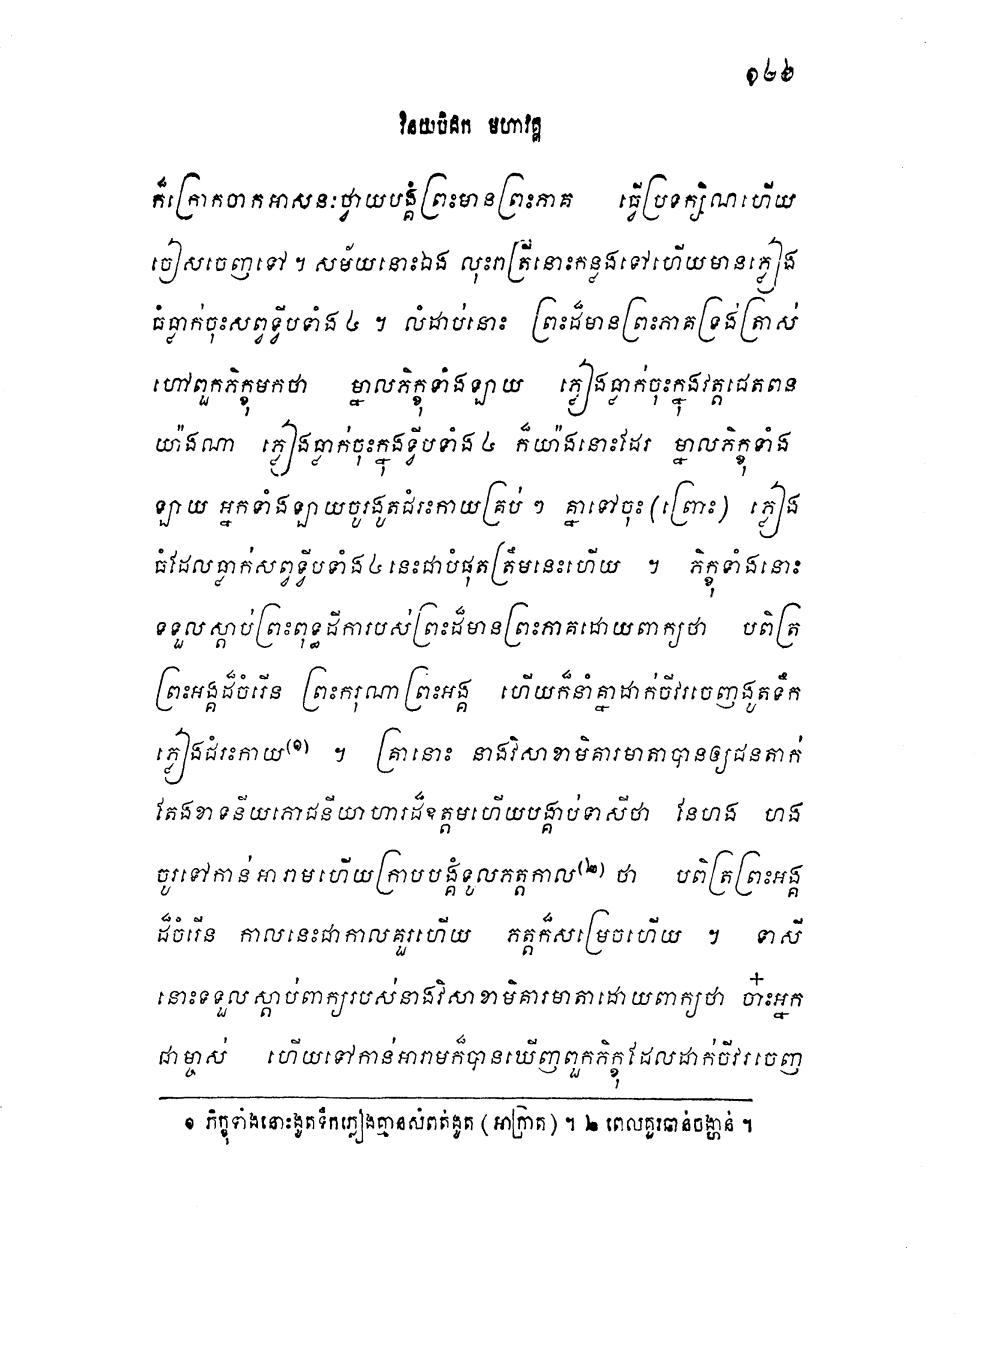 ១៤៦
វិនយបិដក មហាវគ្គ
ក៏ក្រោកចាកអាសនៈថ្វាយបង្គំព្រះមានព្រះភាគ ធ្វើប្រទក្សិណហើយ
ចៀសចេញទៅ ។ សម័យនោះឯង លុះរាត្រីនោះកន្លងទៅហើយមានភ្លៀង
ធំធ្លាក់ចុះសព្វទ្វីបទាំង ៤ ។ លំដាប់នោះ ព្រះដ៏មានព្រះភាគទ្រង់ត្រាស់
ហៅពួកភិក្ខុមកថា ម្នាលភិក្ខុទាំងឡាយ ភ្លៀងធ្លាក់ចុះក្នុងវត្តជេតពន
យ៉ាងណា ភ្លៀងធ្លាក់ចុះក្នុងទ្វីបទាំង ៤ ក៏យ៉ាងនោះដែរ ម្នាលភិក្ខុទាំង
ឡាយ អ្នកទាំងឡាយចូរងូតជំរះកាយគ្រប់ ៗ គ្នាទៅចុះ (ព្រោះ) ភ្លៀង
ធំដែលធ្លាក់សព្វទ្វីបទាំង ៤ នេះជាបំផុតត្រឹមនេះហើយ ។ ភិក្ខុទាំងនោះ
ទទួលស្តាប់ព្រះពុទ្ធដីការបស់ព្រះដ៏មានព្រះភាគដោយពាក្យថា បពិត្រ
ព្រះអង្គដ៏ចំរើន ព្រះករុណាព្រះអង្គ ហើយក៏នាំគ្នាដាក់ចីវរចេញងូតទឹក
ភ្លៀងជំរះកាយ(១) ។ គ្រានោះ នាងវិសាខាមិគារមាតាបានឲ្យជនតាក់
តែងខាទនីយភោជនីយាហារដ៏ឧត្តមហើយបង្គាប់ទាសីថា នែហង ហង
ចូរទៅកាន់អារាមហើយក្រាបបង្គំទូលភត្តកាល(២) ថា បពិត្រព្រះអង្គ
ដ៏ចំរើន កាលនេះជាកាលគួរហើយ ភត្តក៏សម្រេចហើយ ។ ទាសី
នោះទទួលស្តាប់ពាក្យរបស់នាងវិសាខាមិគារមាតាដោយពាក្យថា ចាំះអ្នក
ជាម្ចាស់ ហើយទៅកាន់អារាមក៏បានឃើញពួកភិក្ខុដែលដាក់ចីវរចេញ
១ ភិក្ខុទាំងនោះងូតទឹកភ្លៀងគ្មានសំពត់ងូត (អាក្រាត) ។ ២ ពេលគួរឆាន់ចង្ហាន់ ។